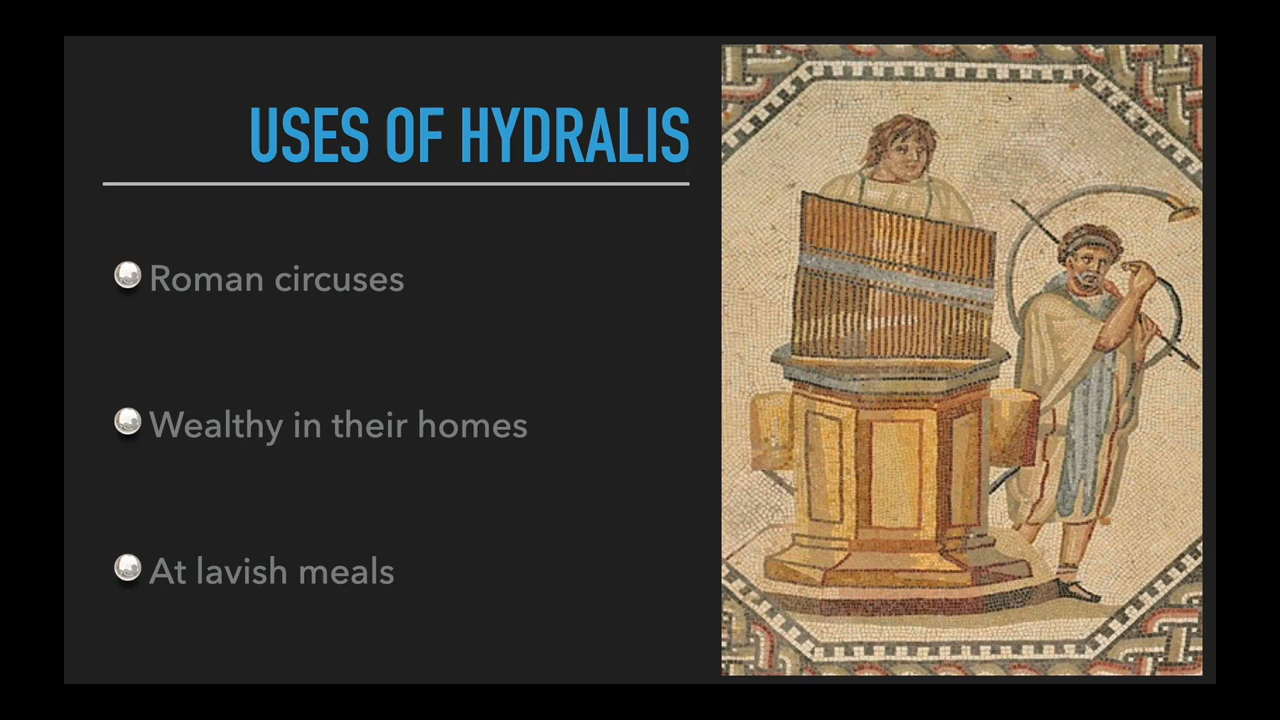 USES OF HYDRALIS
Roman circuses
Wealthy in their homes
At lavish meals